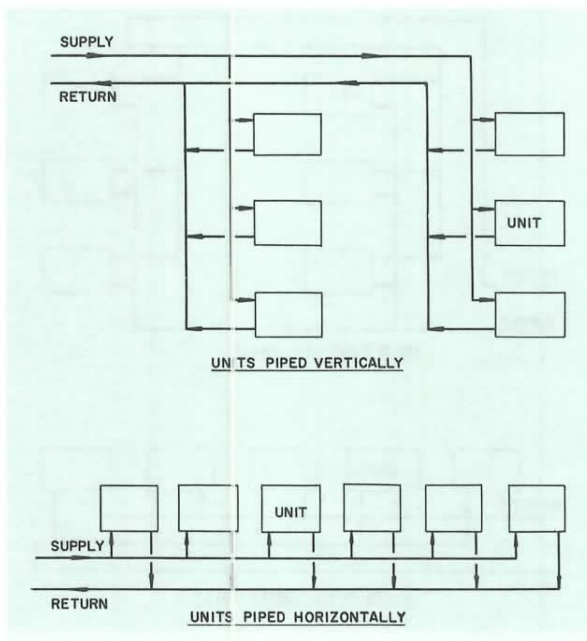 SUPPLY
RETURN
UNIT
UNITS PIPED VERTICALLY
UNIT
SUPPLY
RETURN
UNITS PIPED HORIZONTALLY